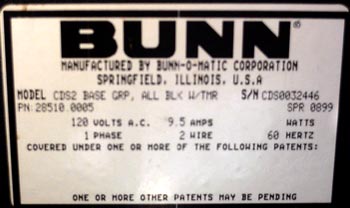 BUNN®
MANUFACTURED BY BUNN-O-MATIC CORPORATION
SPRINGFIELD, ILLINOIS, U.S.A
MODEL CDS2 BASE GRP, ALL BLK W/TMR S/N CDS0032446
PN: 28510.0005 SPR 0899
120 VOLTS A.C. 9.5 AMPS WATTS
1 PHASE 2 WIRE 60 HERTZ
COVERED UNDER ONE OR MORE OF THE FOLLOWING PATENTS:
ONE OR MORE OTHER PATENTS MAY BE PENDING